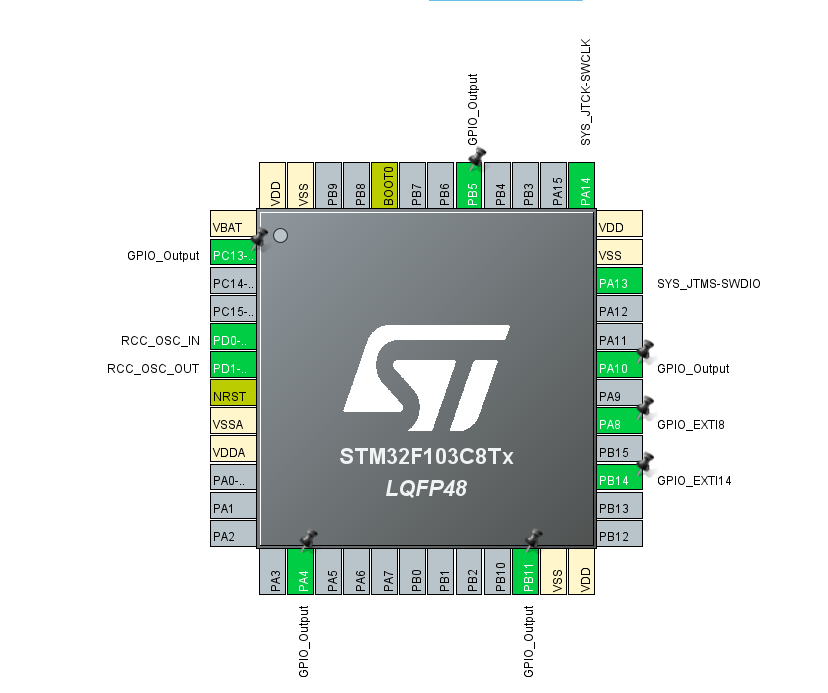 SYS_JTCK-SWCLK
GPIO_Output
VDD
VSS
PB9
PB8
BOOT0
PB7
PB6
PB5
PB4
PB3
PA15
PA14
VBAT
GPIO_Output
PC13-..
PC14-..
PC15-..
RCC_OSC_IN
PD0-..
RCC_OSC_OUT
PD1-..
NRST
VSSA
VDDA
PA0-..
PA1
PA2
ST
STM32F103C8Tx
LQFP48
VDD
VSS
PA13
SYS_JTMS-SWDIO
PA12
PA11
PA10
GPIO_Output
PA9
PA8
GPIO_EXTI8
PB15
PB14
GPIO_EXTI14
PB13
PB12
PA3
PA4
PA5
PA6
PA7
PB0
PB1
PB2
PB10
PB11
VSS
VDD
GPIO_Output
GPIO_Output